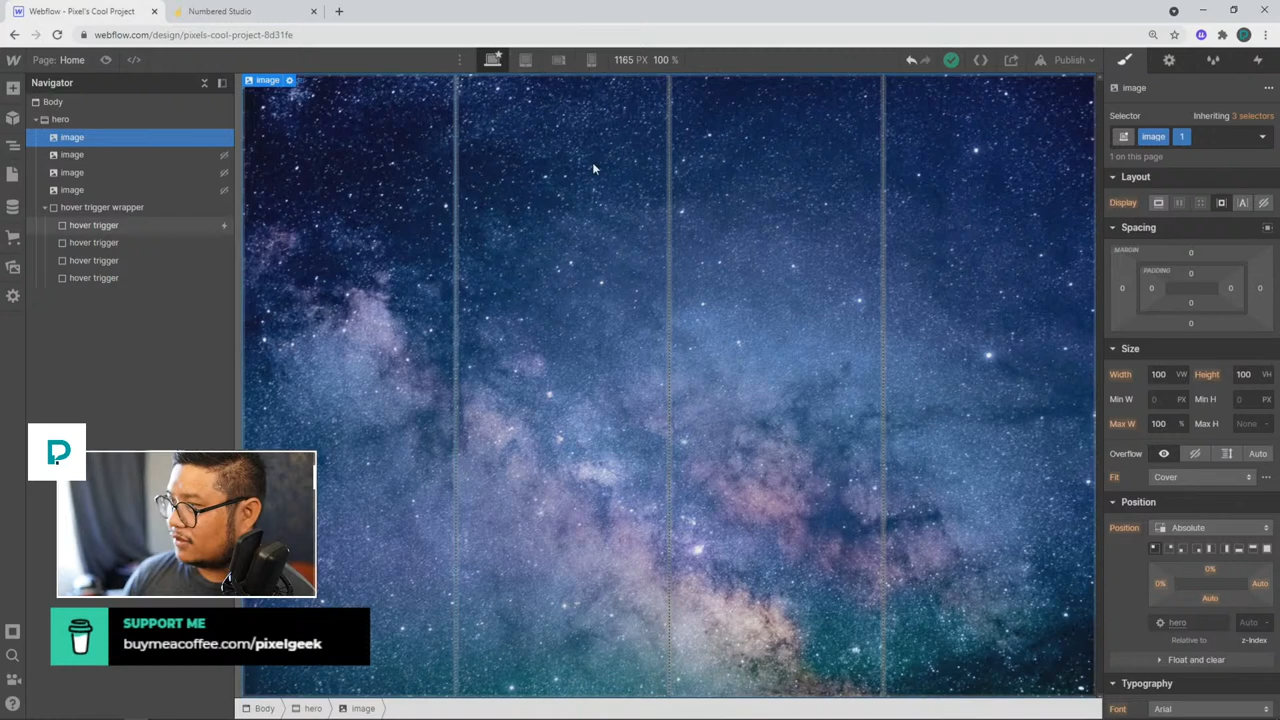 Webflow - Pixel's Cool Project
Numbered Studio
webflow.com/design/pixels-cool-project-8d31fe
Page: Home
1165 PX 100 %
Publish
Navigator
image
image
Body
Selector Inheriting 3 selectors
hero
image
image 1
image
1 on this page
image
image
Layout
hover trigger wrapper
Display
hover trigger
Spacing
hover trigger
MARGIN
0
hover trigger
PADDING
0
hover trigger
0 0 0 0
0
0
Size
Width 100 VW Height 100 VH
Min W 0 PX Min H 0 PX
Max W 100 % Max H None -
Overflow Auto
Fit Cover
Position
Position Absolute
0%
0% Auto
Auto
hero Auto
Relative to z-Index
Float and clear
Typography
Font Arial
SUPPORT ME
buymeacoffee.com/pixelgeek
Body hero image